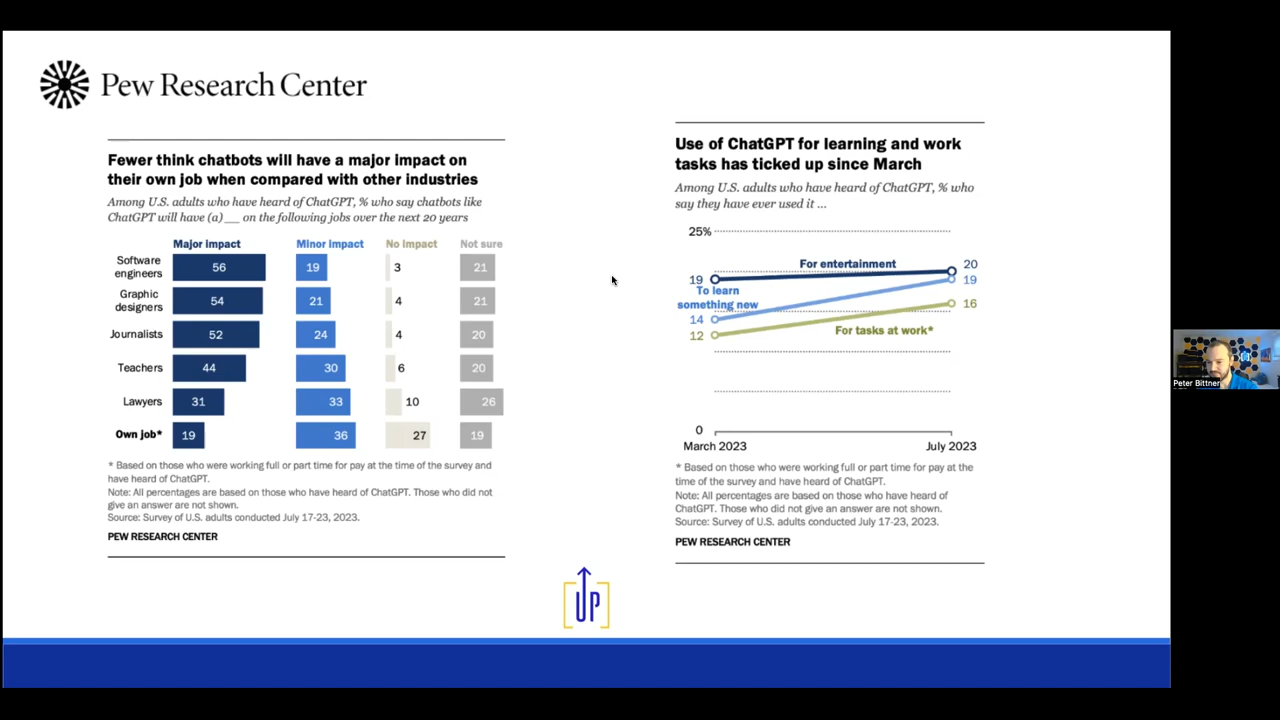 Pew Research Center
Fewer think chatbots will have a major impact on
their own job when compared with other industries
Among U.S. adults who have heard of ChatGPT, % who say chatbots like
ChatGPT will have (a) __ on the following jobs over the next 20 years
Major impact Minor impact No impact Not sure
Software
engineers 56 19 3 21
Graphic
designers 54 21 4 21
Journalists 52 24 4 20
Teachers 44 30 6 20
Lawyers 31 33 10 26
Own job* 19 36 27 19
* Based on those who were working full or part time for pay at the time of the survey and
have heard of ChatGPT.
Note: All percentages are based on those who have heard of ChatGPT. Those who did not
give an answer are not shown.
Source: Survey of U.S. adults conducted July 17-23, 2023.
PEW RESEARCH CENTER
Use of ChatGPT for learning and work
tasks has ticked up since March
Among U.S. adults who have heard of ChatGPT, % who
say they have ever used it ...
25%
For entertainment 20
19 19
To learn
something new
14 16
12 For tasks at work*
0
March 2023 July 2023
* Based on those who were working full or part time for pay at the
time of the survey and have heard of ChatGPT.
Note: All percentages are based on those who have heard of
ChatGPT. Those who did not give an answer are not shown.
Source: Survey of U.S. adults conducted July 17-23, 2023.
PEW RESEARCH CENTER
UP
Peter Bittner